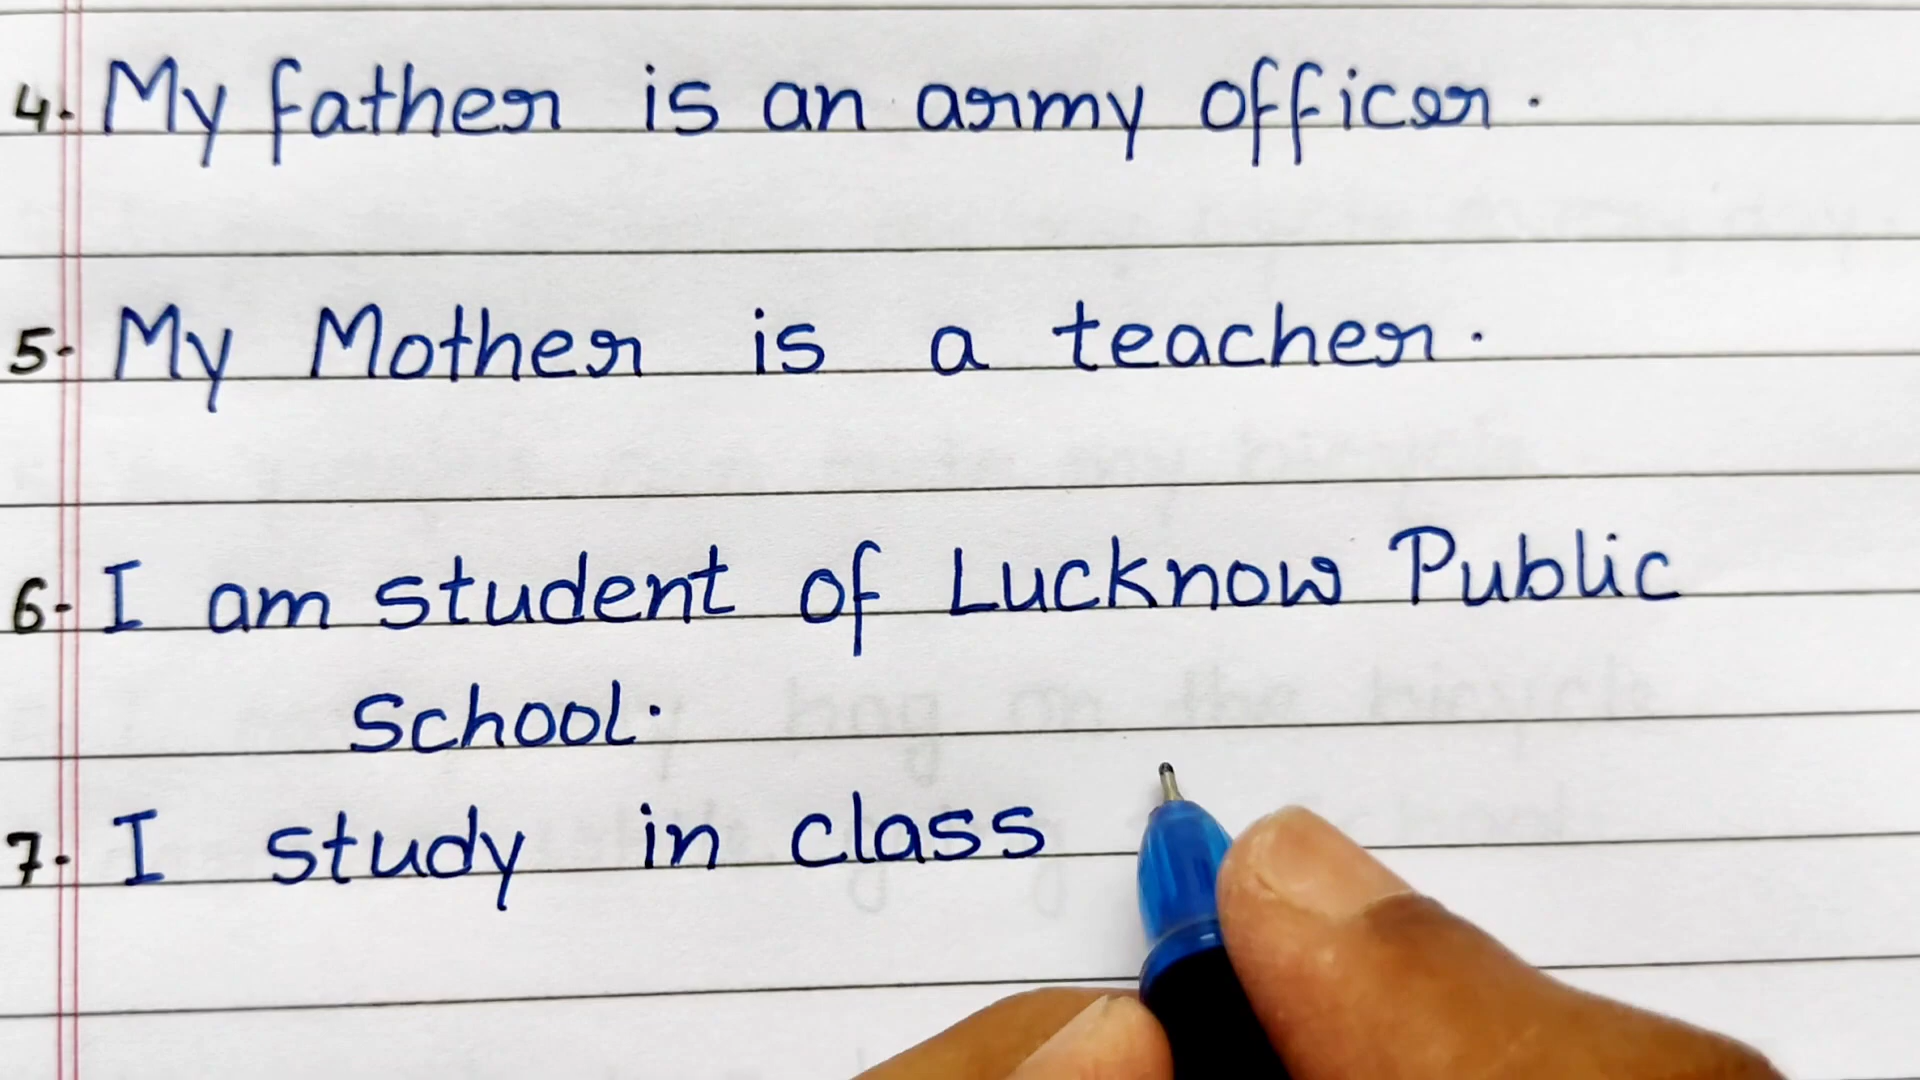 4. My father is an army officer.
5. My Mother is a teacher.
6. I am student of Lucknow Public
School.
7. I study in class